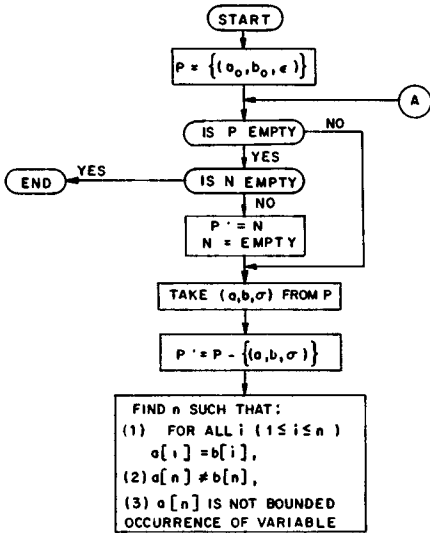 START
P = {(a₀, b₀, ε)}
A
IS P EMPTY
NO
YES
IS N EMPTY
YES
END
NO
P '= N
N = EMPTY
TAKE (a,b,σ) FROM P
P '= P - {(a,b,σ)}
FIND n SUCH THAT:
(1) FOR ALL i (1≤i≤n)
a[i] =b[i],
(2) a[n] ≠b[n],
(3) a[n] IS NOT BOUNDED
OCCURRENCE OF VARIABLE